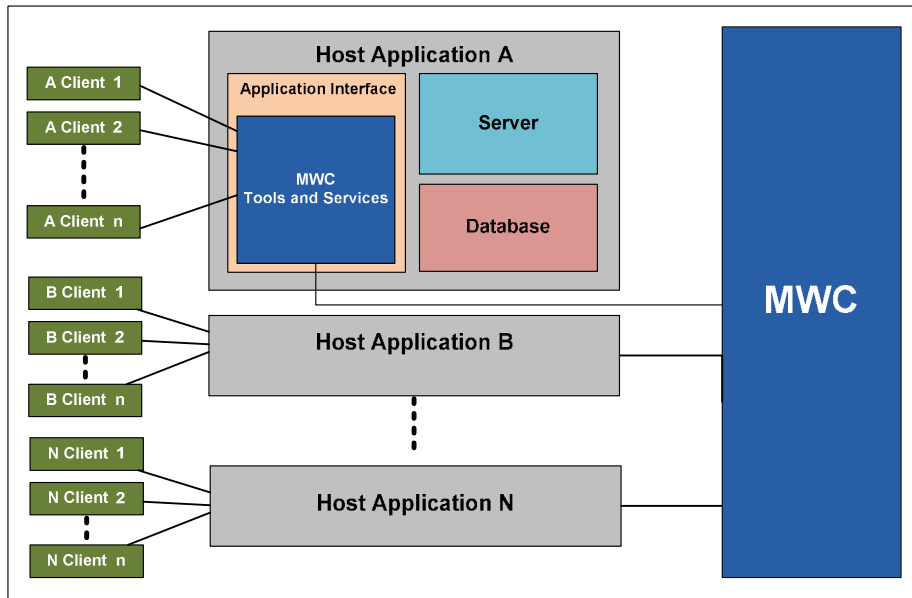 Host Application A
A Client 1
A Client 2
A Client n
Application Interface
MWC
Tools and Services
Server
Database
MWC
B Client 1
B Client 2
B Client n
Host Application B
N Client 1
N Client 2
N Client n
Host Application N